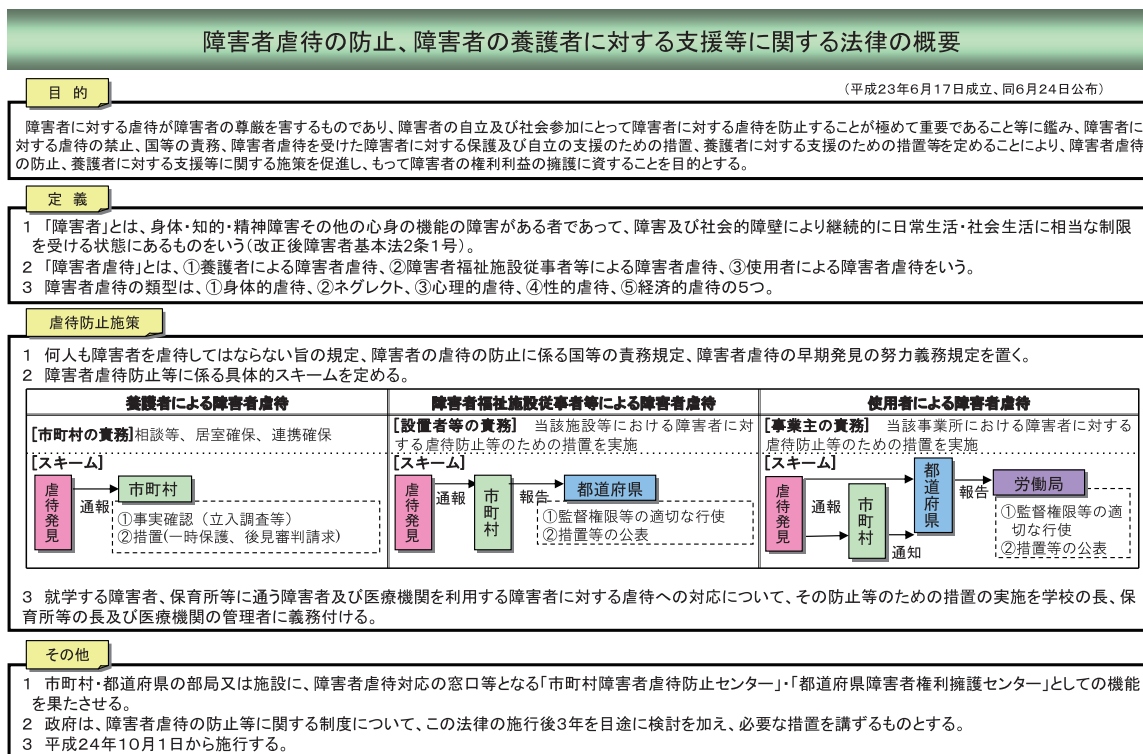 障害者虐待の防止、障害者の養護者に対する支援等に関する法律の概要
目 的
（平成23年6月17日成立、同6月24日公布）
障害者に対する虐待が障害者の尊厳を害するものであり、障害者の自立及び社会参加にとって障害者に対する虐待を防止することが極めて重要であること等に鑑み、障害者に
対する虐待の禁止、国等の責務、障害者虐待を受けた障害者に対する保護及び自立の支援のための措置、養護者に対する支援のための措置等を定めることにより、障害者虐待
の防止、養護者に対する支援等に関する施策を促進し、もって障害者の権利利益の擁護に資することを目的とする。
定 義
1 「障害者」とは、身体・知的・精神障害その他の心身の機能の障害がある者であって、障害及び社会的障壁により継続的に日常生活・社会生活に相当な制限
を受ける状態にあるものをいう（改正後障害者基本法2条1号）。
2 「障害者虐待」とは、①養護者による障害者虐待、②障害者福祉施設従事者等による障害者虐待、③使用者による障害者虐待をいう。
3 障害者虐待の類型は、①身体的虐待、②ネグレクト、③心理的虐待、④性的虐待、⑤経済的虐待の5つ。
虐待防止施策
1 何人も障害者を虐待してはならない旨の規定、障害者の虐待の防止に係る国等の責務規定、障害者虐待の早期発見の努力義務規定を置く。
2 障害者虐待防止等に係る具体的スキームを定める。
養護者による障害者虐待
[市町村の責務]相談等、居室確保、連携確保
[スキーム]
虐待発見
通報
市町村
①事実確認（立入調査等）
②措置(一時保護、後見審判請求)
障害者福祉施設従事者等による障害者虐待
[設置者等の責務] 当該施設等における障害者に対
する虐待防止等のための措置を実施
[スキーム]
虐待発見
通報
市町村
報告
都道府県
①監督権限等の適切な行使
②措置等の公表
使用者による障害者虐待
[事業主の責務] 当該事業所における障害者に対する
虐待防止等のための措置を実施
[スキーム]
虐待発見
通報
市町村
通知
都道府県
報告
労働局
①監督権限等の適
切な行使
②措置等の公表
3 就学する障害者、保育所等に通う障害者及び医療機関を利用する障害者に対する虐待への対応について、その防止等のための措置の実施を学校の長、保
育所等の長及び医療機関の管理者に義務付ける。
その他
1 市町村・都道府県の部局又は施設に、障害者虐待対応の窓口等となる「市町村障害者虐待防止センター」・「都道府県障害者権利擁護センター」としての機能
を果たさせる。
2 政府は、障害者虐待の防止等に関する制度について、この法律の施行後3年を目途に検討を加え、必要な措置を講ずるものとする。
3 平成24年10月1日から施行する。